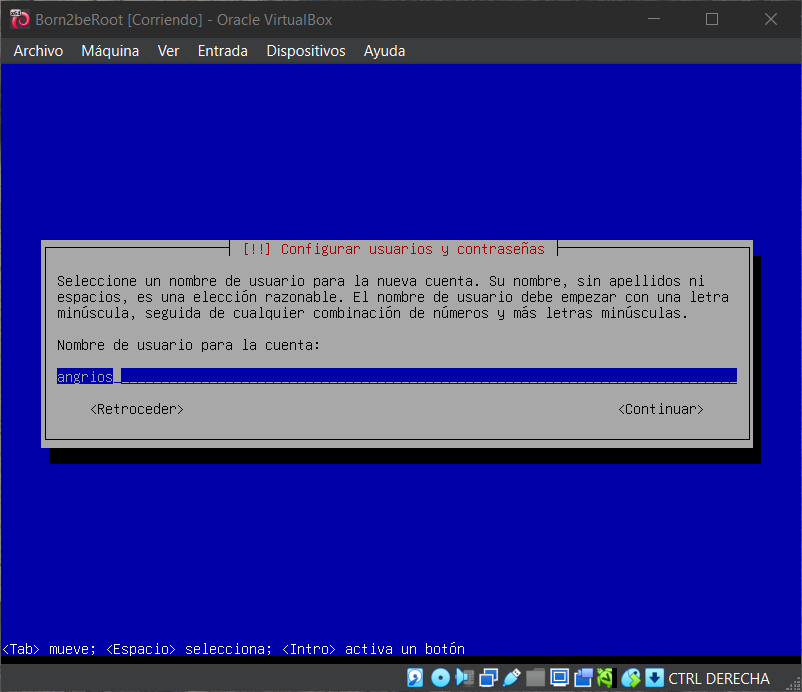 Born2beRoot [Corriendo] - Oracle VirtualBox
Archivo Máquina Ver Entrada Dispositivos Ayuda
[!!] Configurar usuarios y contraseñas
Seleccione un nombre de usuario para la nueva cuenta. Su nombre, sin apellidos ni
espacios, es una elección razonable. El nombre de usuario debe empezar con una letra
minúscula, seguida de cualquier combinación de números y más letras minúsculas.
Nombre de usuario para la cuenta:
angrios
<Retroceder> <Continuar>
<Tab> mueve; <Espacio> selecciona; <Intro> activa un botón
CTRL DERECHA